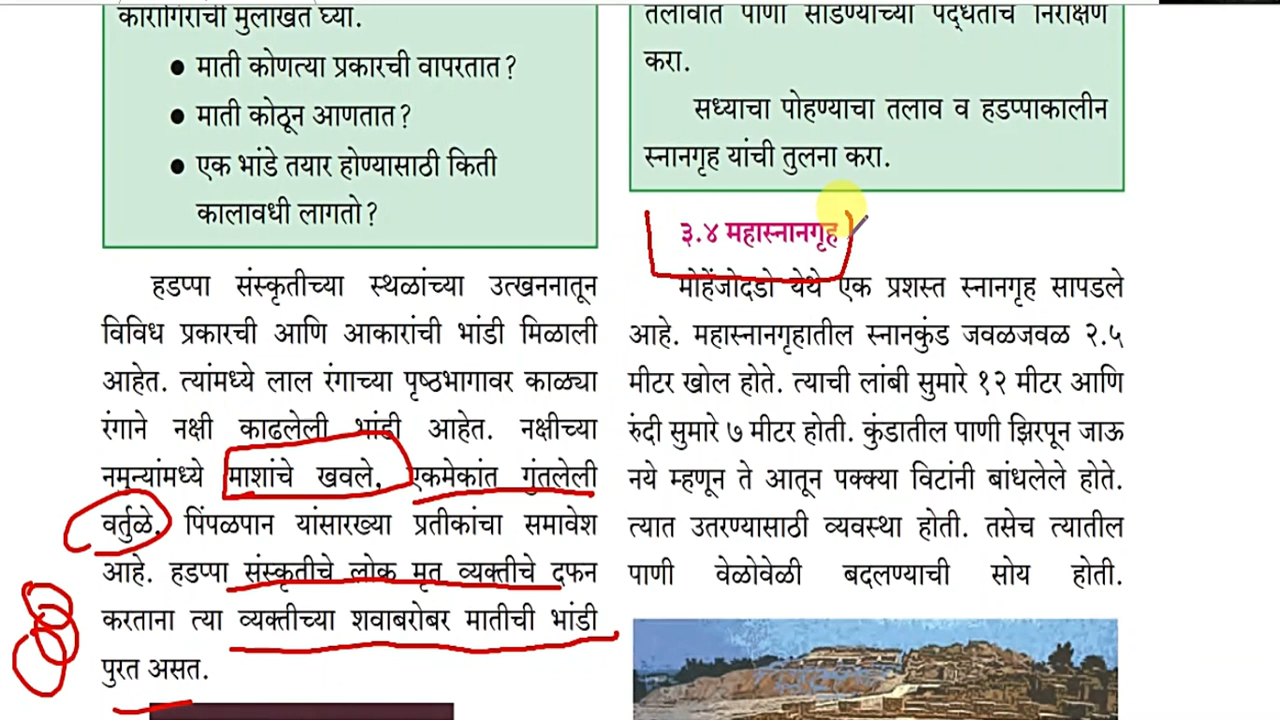 कारागिरांची मुलाखत घ्या.
● माती कोणत्या प्रकारची वापरतात?
● माती कोठून आणतात?
● एक भांडे तयार होण्यासाठी किती
कालावधी लागतो?
हडप्पा संस्कृतीच्या स्थळांच्या उत्खननातून
विविध प्रकारची आणि आकारांची भांडी मिळाली
आहेत. त्यांमध्ये लाल रंगाच्या पृष्ठभागावर काळ्या
रंगाने नक्षी काढलेली भांडी आहेत. नक्षीच्या
नमुन्यांमध्ये माशांचे खवले, एकमेकांत गुंतलेली
वर्तुळे, पिंपळपान यांसारख्या प्रतीकांचा समावेश
आहे. हडप्पा संस्कृतीचे लोक मृत व्यक्तीचे दफन
करताना त्या व्यक्तीच्या शवाबरोबर मातीची भांडी
पुरत असत.
तलावात पाणी सोडण्याच्या पद्धतीचे निरीक्षण
करा.
सध्याचा पोहण्याचा तलाव व हडप्पाकालीन
स्नानगृह यांची तुलना करा.
३.४ महास्नानगृह
मोहेंजोदडो येथे एक प्रशस्त स्नानगृह सापडले
आहे. महास्नानगृहातील स्नानकुंड जवळजवळ २.५
मीटर खोल होते. त्याची लांबी सुमारे १२ मीटर आणि
रुंदी सुमारे ७ मीटर होती. कुंडातील पाणी झिरपून जाऊ
नये म्हणून ते आतून पक्क्या विटांनी बांधलेले होते.
त्यात उतरण्यासाठी व्यवस्था होती. तसेच त्यातील
पाणी वेळोवेळी बदलण्याची सोय होती.